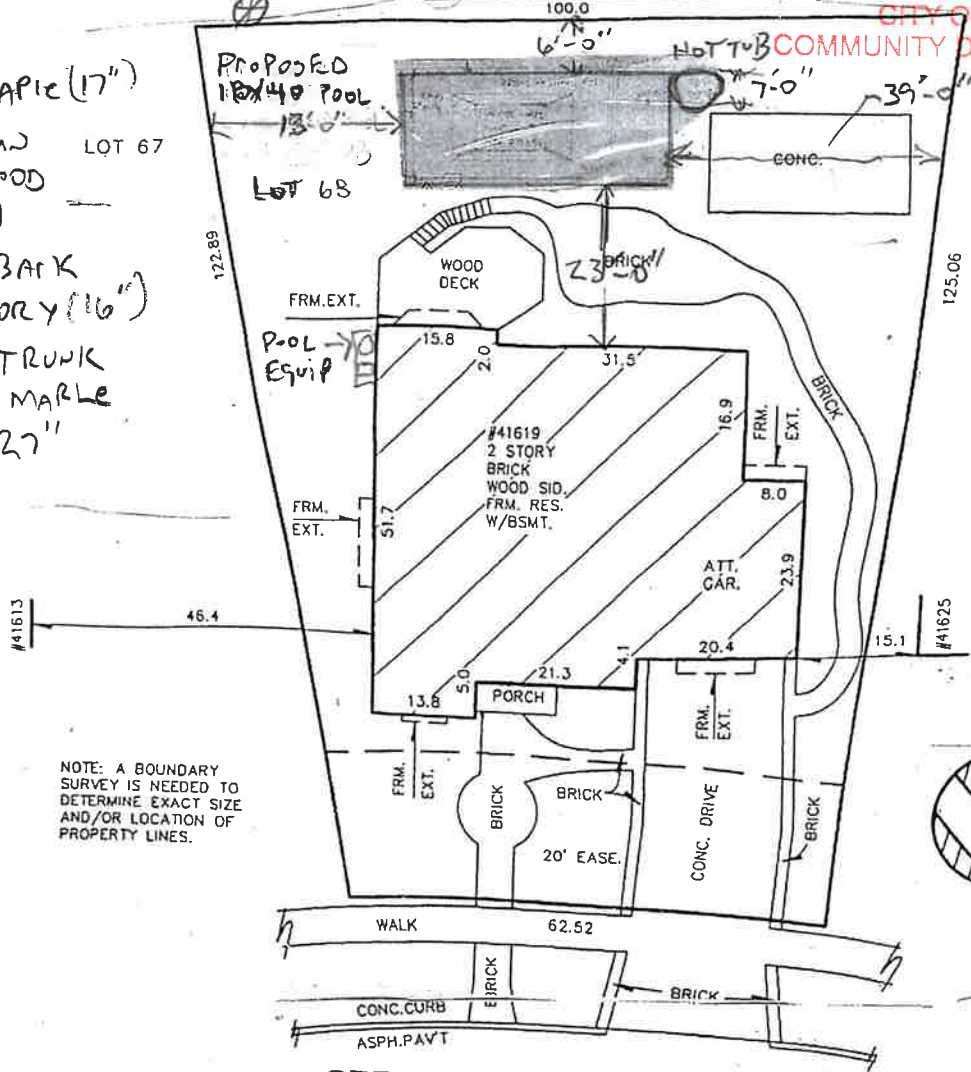 100.0
CITY
COMMUNITY D
6'-0"
HOT TUB
7'-0"
39'-0"
APLE (17")
PROPOSED
18X40 POOL
LOT 67
OOD
LOT 68
CONC.
122.89
125.06
BARK
ORY (16")
TRUNK
MAPLE
27"
WOOD
DECK
BRICK
23'-0"
FRM.EXT.
POOL
EQUIP
15.8
2.0
31.5
16.9
BRICK
FRM.
EXT.
8.0
#41619
2 STORY
BRICK
WOOD SID.
FRM. RES.
W/BSMT.
FRM.
EXT.
51.7
ATT.
GAR.
23.9
#41613
46.4
15.1
#41625
20.4
4.1
21.3
5.0
13.8
PORCH
FRM.
EXT.
FRM.
EXT.
NOTE: A BOUNDARY
SURVEY IS NEEDED TO
DETERMINE EXACT SIZE
AND/OR LOCATION OF
PROPERTY LINES.
BRICK
BRICK
CONC. DRIVE
BRICK
20' EASE.
WALK
62.52
BRICK
BRICK
CONC.CURB
ASPH.PAV'T